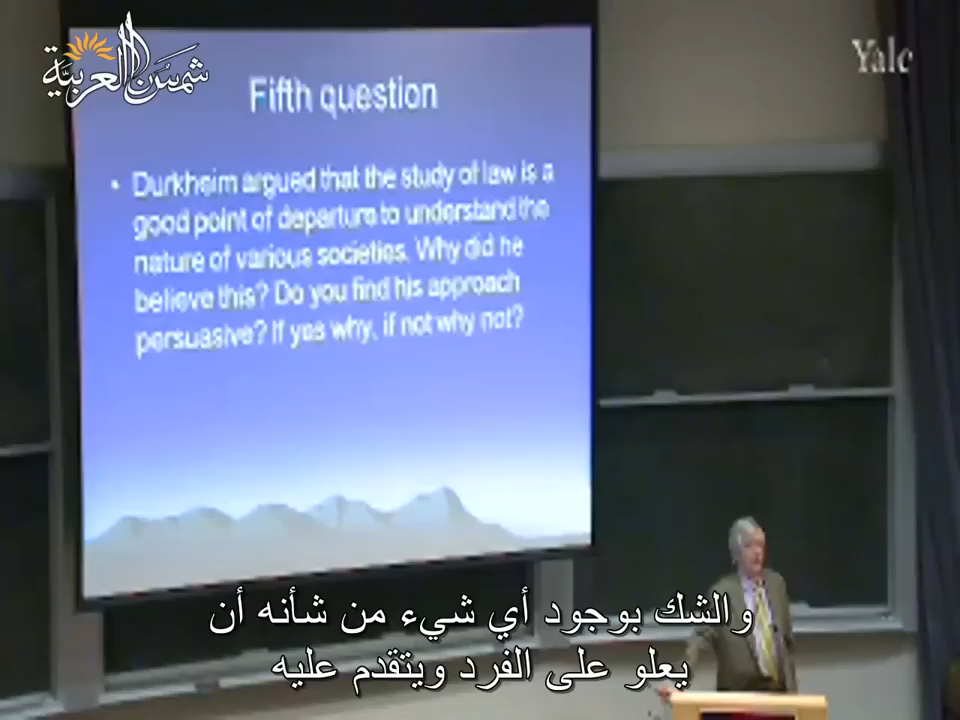 شمس العربية
Yale
Fifth question
• Durkheim argued that the study of law is a
good point of departure to understand the
nature of various societies. Why did he
believe this? Do you find his approach
persuasive? If yes why, if not why not?
والشك بوجود أي شيء من شأنه أن
يعلو على الفرد ويتقدم عليه